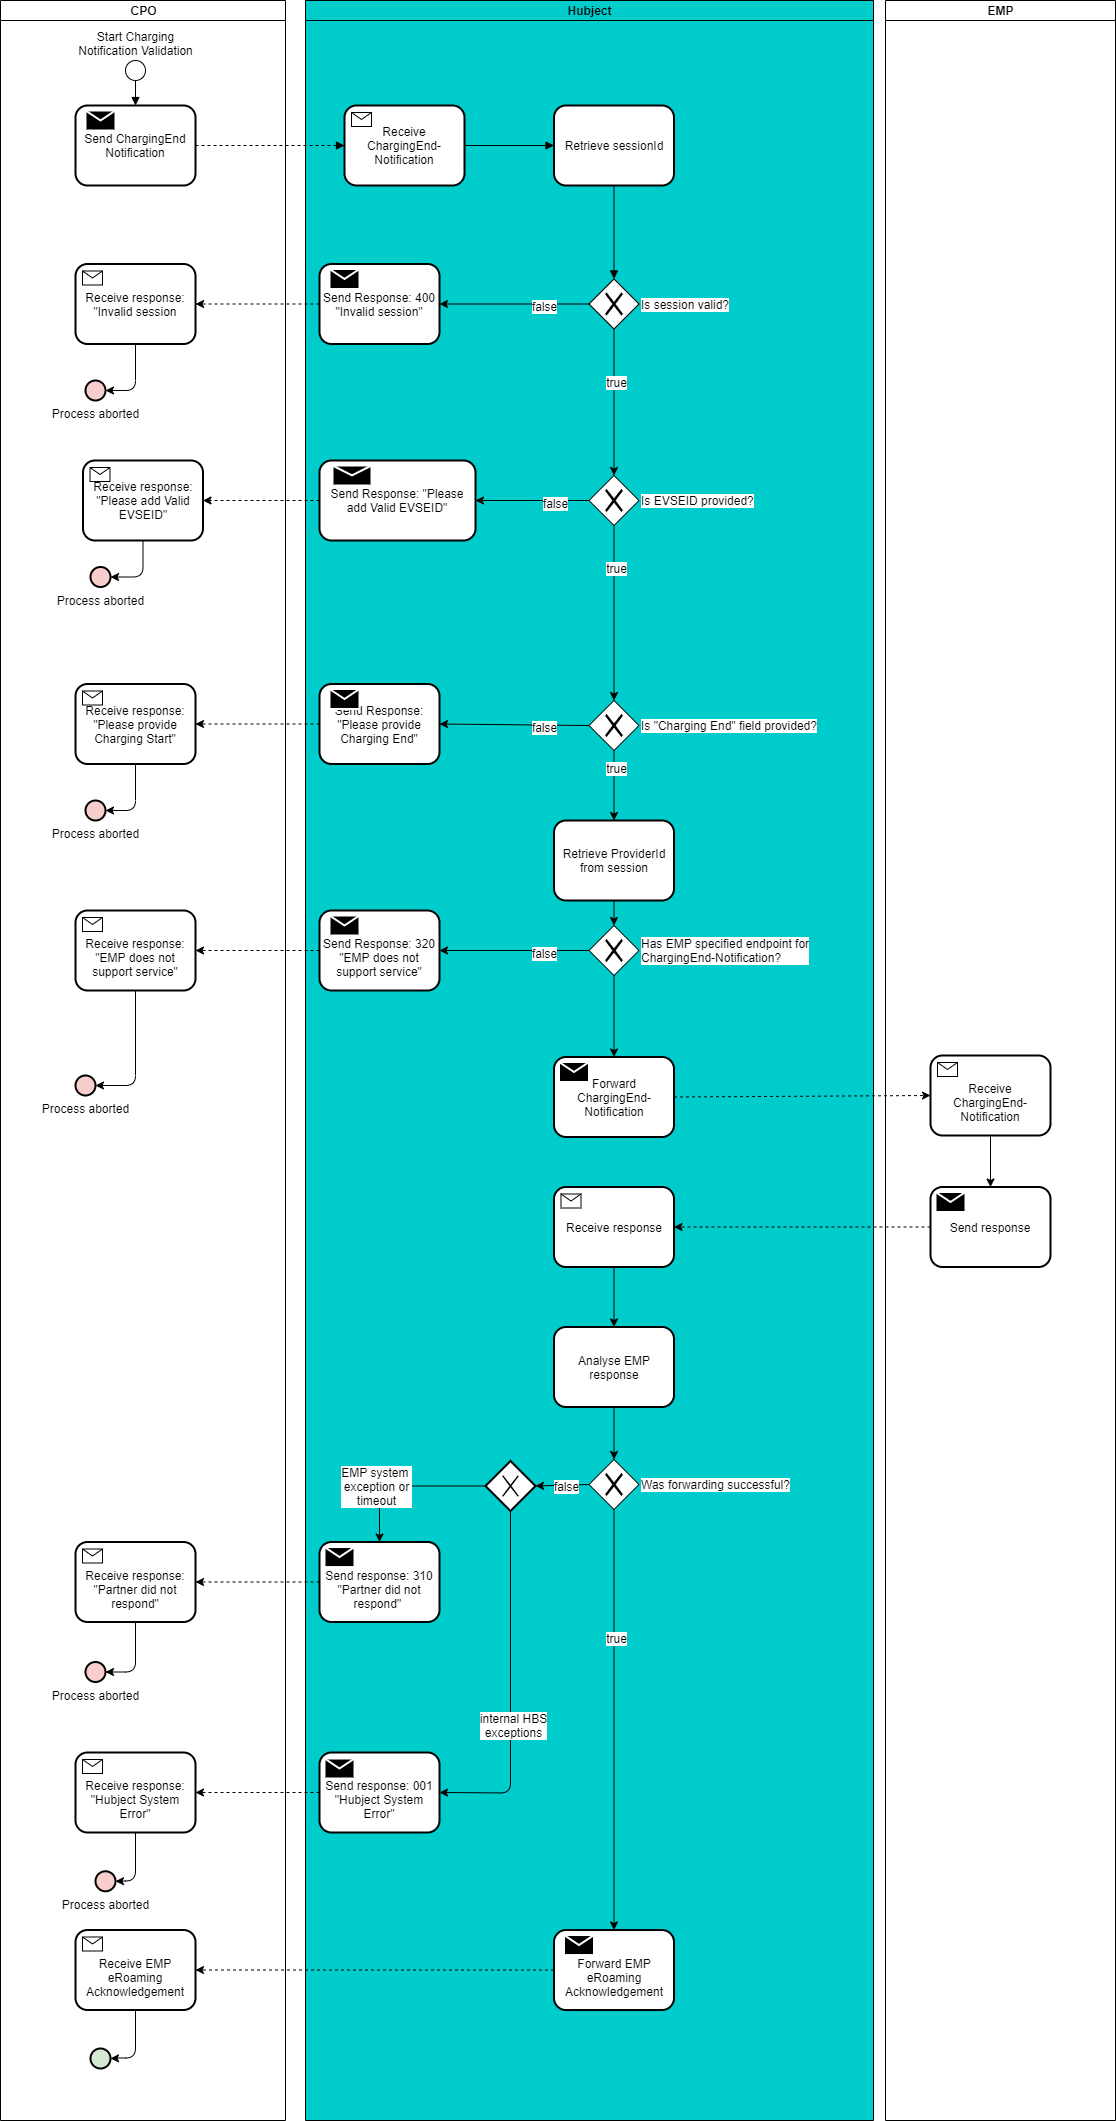 CPO
Hubject
EMP
Start Charging
Notification Validation
Send ChargingEnd
Notification
Receive
ChargingEnd-
Notification
Retrieve sessionId
Receive response:
"Invalid session
Send Response: 400
"Invalid session"
false
Is session valid?
true
Process aborted
Receive response:
"Please add Valid
EVSEID"
Send Response: "Please
add Valid EVSEID"
false
Is EVSEID provided?
true
Process aborted
Receive response:
"Please provide
Charging Start"
Send Response:
"Please provide
Charging End"
false
Is "Charging End" field provided?
true
Process aborted
Retrieve ProviderId
from session
Receive response:
"EMP does not
support service"
Send Response: 320
"EMP does not
support service"
false
Has EMP specified endpoint for
ChargingEnd-Notification?
Process aborted
Forward
ChargingEnd-
Notification
Receive
ChargingEnd-
Notification
Receive response
Send response
Analyse EMP
response
EMP system
exception or
timeout
false
Was forwarding successful?
Receive response:
"Partner did not
respond"
Send response: 310
"Partner did not
respond"
true
Process aborted
internal HBS
exceptions
Receive response:
"Hubject System
Error"
Send response: 001
"Hubject System
Error"
Process aborted
Receive EMP
eRoaming
Acknowledgement
Forward EMP
eRoaming
Acknowledgement